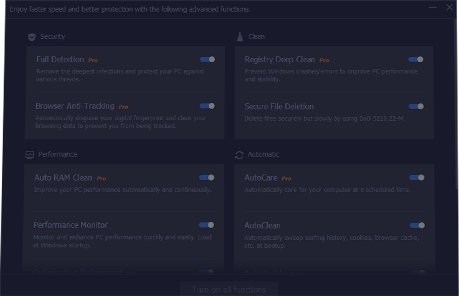 Enjoy faster speed and better protection with the following advanced functions.
Security
Full Detection Pro
Remove the deepest infections and protect your PC against
various threats.
Browser Anti-Tracking Pro
Automatically disguise your digital fingerprint and clear your
browsing data to prevent you from being tracked.
Clean
Registry Deep Clean Pro
Prevent Windows crashes/errors to improve PC performance
and stability.
Secure File Deletion
Delete files securely but slowly by using DoD 5220.22-M.
Performance
Auto RAM Clean Pro
Improve your PC performance automatically and continuously.
Performance Monitor
Monitor and enhance PC performance quickly and easily. Load
at Windows startup.
Automatic
AutoCare Pro
Automatically care for your computer at a scheduled time.
AutoClean
Automatically sweep surfing history, cookies, browser cache,
etc. at bootup.
Turn on all functions